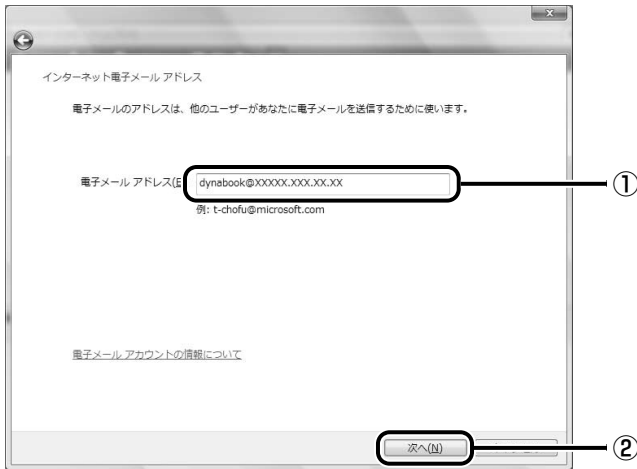 インターネット電子メール アドレス
電子メールのアドレスは、他のユーザーがあなたに電子メールを送信するために使います。
電子メール アドレス(E
dynabook@XXXXX.XXX.XX.XX
①
例: t-chofu@microsoft.com
電子メール アカウントの情報について
次へ(N)
②